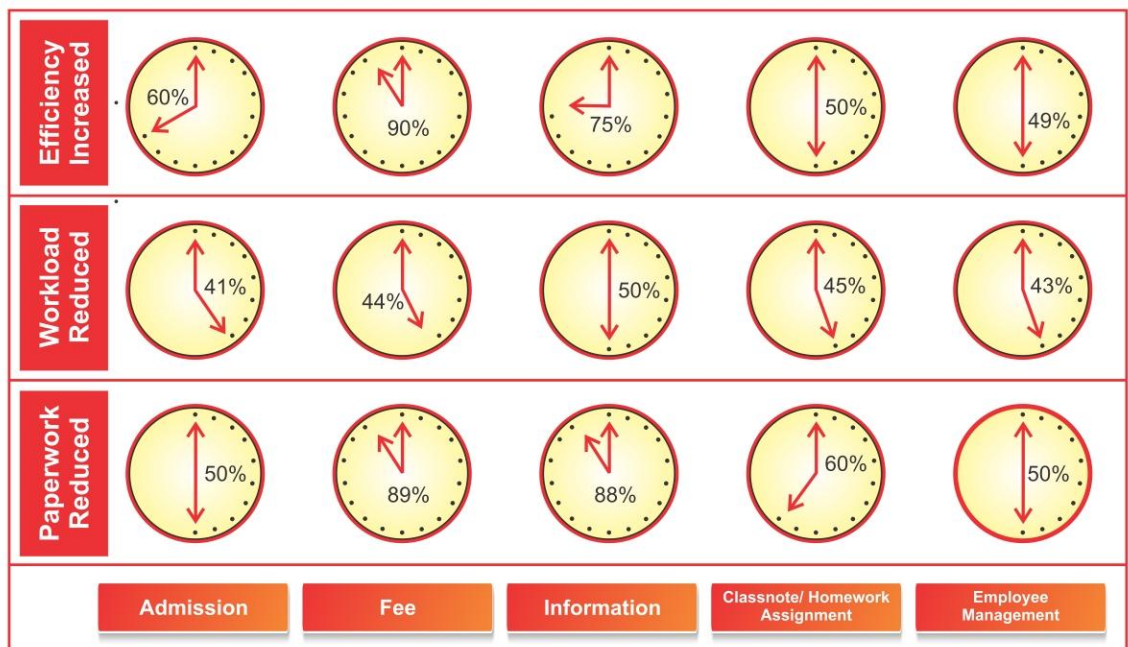 Efficiency
Increased
60%
90%
75%
50%
49%
Workload
Reduced
41%
44%
50%
45%
43%
Paperwork
Reduced
50%
89%
88%
60%
50%
Admission
Fee
Information
Classnote/ Homework
Assignment
Employee
Management